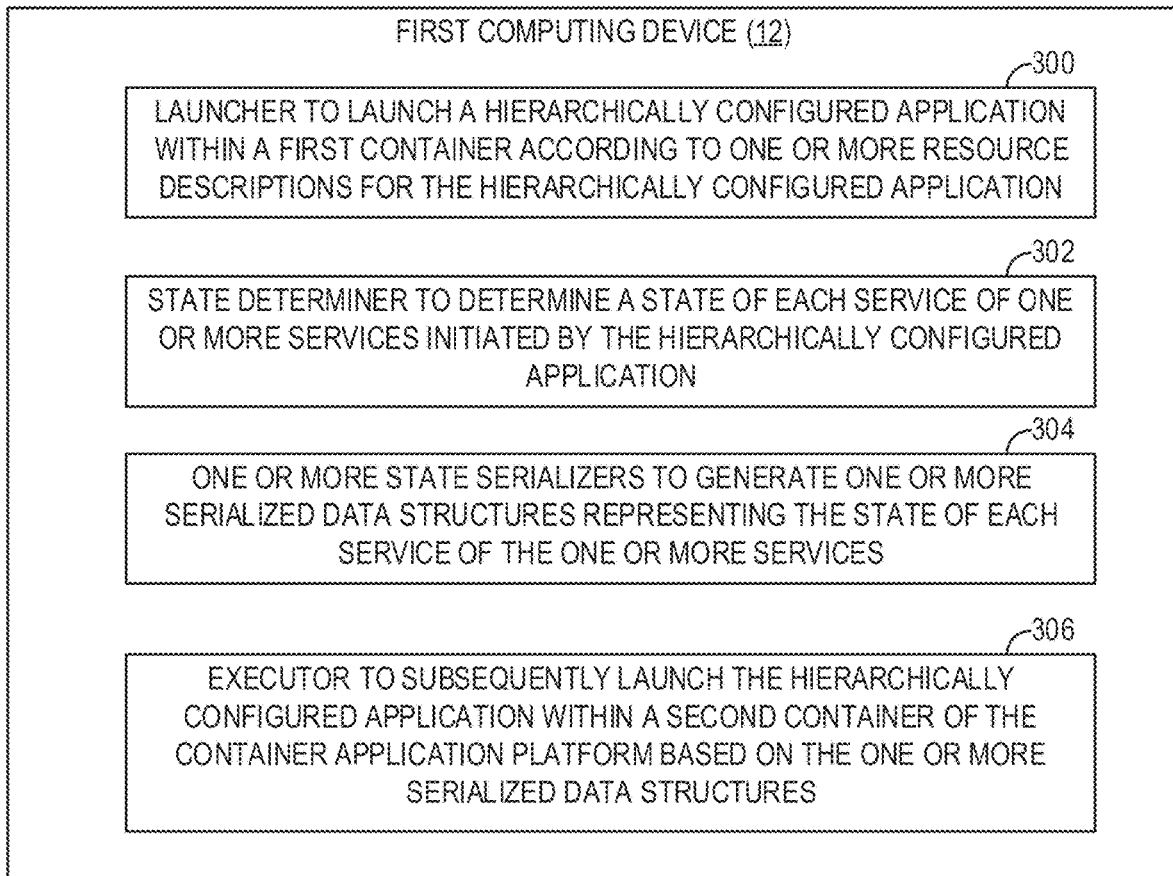 FIRST COMPUTING DEVICE (12)
300
LAUNCHER TO LAUNCH A HIERARCHICALLY CONFIGURED APPLICATION
WITHIN A FIRST CONTAINER ACCORDING TO ONE OR MORE RESOURCE
DESCRIPTIONS FOR THE HIERARCHICALLY CONFIGURED APPLICATION
302
STATE DETERMINER TO DETERMINE A STATE OF EACH SERVICE OF ONE
OR MORE SERVICES INITIATED BY THE HIERARCHICALLY CONFIGURED
APPLICATION
304
ONE OR MORE STATE SERIALIZERS TO GENERATE ONE OR MORE
SERIALIZED DATA STRUCTURES REPRESENTING THE STATE OF EACH
SERVICE OF THE ONE OR MORE SERVICES
306
EXECUTOR TO SUBSEQUENTLY LAUNCH THE HIERARCHICALLY
CONFIGURED APPLICATION WITHIN A SECOND CONTAINER OF THE
CONTAINER APPLICATION PLATFORM BASED ON THE ONE OR MORE
SERIALIZED DATA STRUCTURES